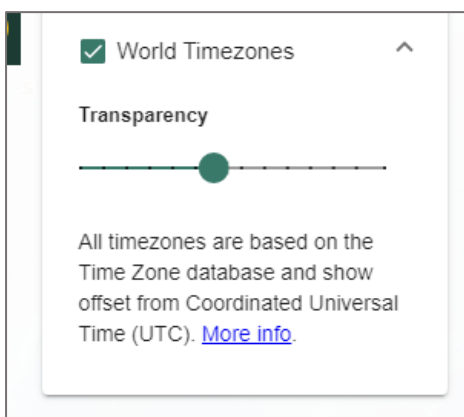 World Timezones
Transparency
All timezones are based on the
Time Zone database and show
offset from Coordinated Universal
Time (UTC). More info.